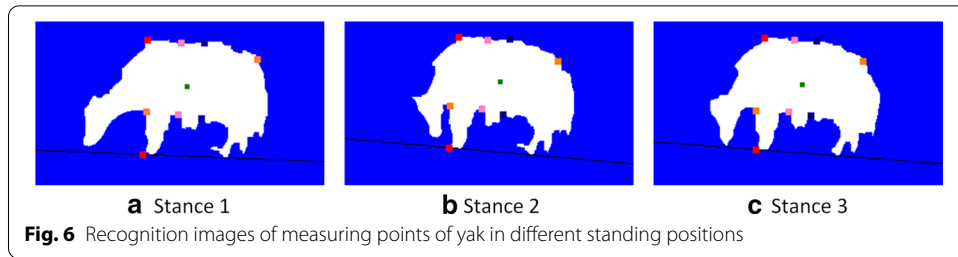 a Stance 1 b Stance 2 c Stance 3
Fig. 6 Recognition images of measuring points of yak in different standing positions